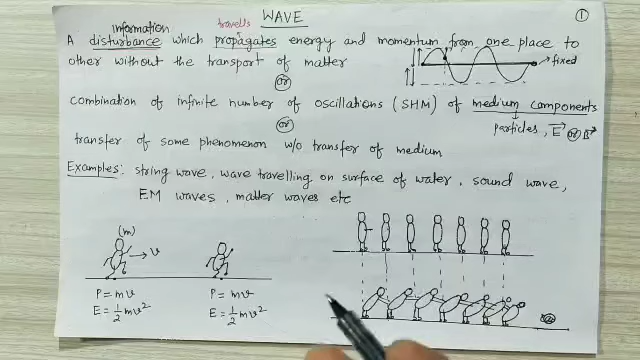 WAVE
①
information
travells
A disturbance which propagates energy and momentum from one place to
other without the transport of matter
fixed
or
combination of infinite number of oscillations (SHM) of medium components
particles, E⃗ or B⃗
or
transfer of some phenomenon w/o transfer of medium
Examples: string wave, wave travelling on surface of water, sound wave,
EM waves, matter waves etc
(m)
v
P = mv
P = mv
E = ½mv²
E = ½mv²